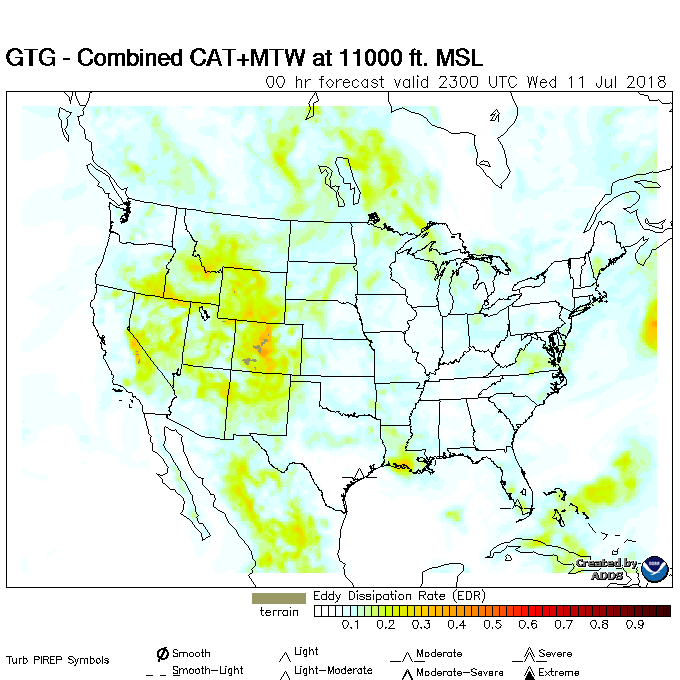 GTG - Combined CAT+MTW at 11000 ft. MSL
00 hr forecast valid 2300 UTC Wed 11 Jul 2018
Created by
ADDS
Eddy Dissipation Rate (EDR)
terrain
0.1 0.2 0.3 0.4 0.5 0.6 0.7 0.8 0.9
Turb PIREP Symbols
Smooth Light Moderate Severe
Smooth-Light Light-Moderate Moderate-Severe Extreme